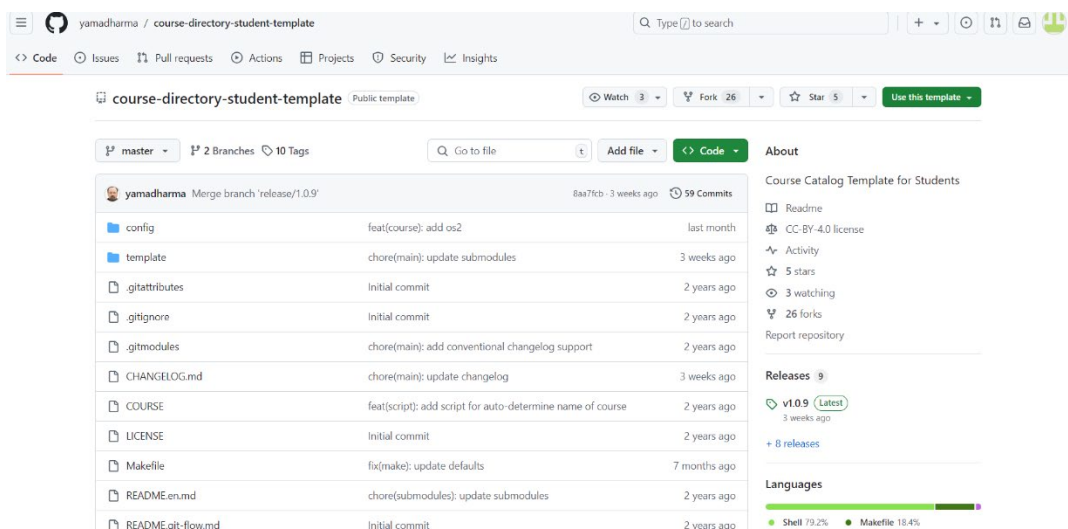 yamadharma / course-directory-student-template
Type / to search
Code Issues Pull requests Actions Projects Security Insights
course-directory-student-template Public template
Watch 3 Fork 26 Star 5 Use this template
master 2 Branches 10 Tags Go to file t Add file Code
yamadharma Merge branch 'release/1.0.9' 8aa7fcb · 3 weeks ago 59 Commits
config feat(course): add os2 last month
template chore(main): update submodules 3 weeks ago
.gitattributes Initial commit 2 years ago
.gitignore Initial commit 2 years ago
.gitmodules chore(main): add conventional changelog support 2 years ago
CHANGELOG.md chore(main): update changelog 3 weeks ago
COURSE feat(script): add script for auto-determine name of course 2 years ago
LICENSE Initial commit 2 years ago
Makefile fix(make): update defaults 7 months ago
README.en.md chore(submodules): update submodules 2 years ago
README.git-flow.md Initial commit 2 years ago
About
Course Catalog Template for Students
Readme
CC-BY-4.0 license
Activity
5 stars
3 watching
26 forks
Report repository
Releases 9
v1.0.9 Latest
3 weeks ago
+ 8 releases
Languages
Shell 79.2% Makefile 18.4%